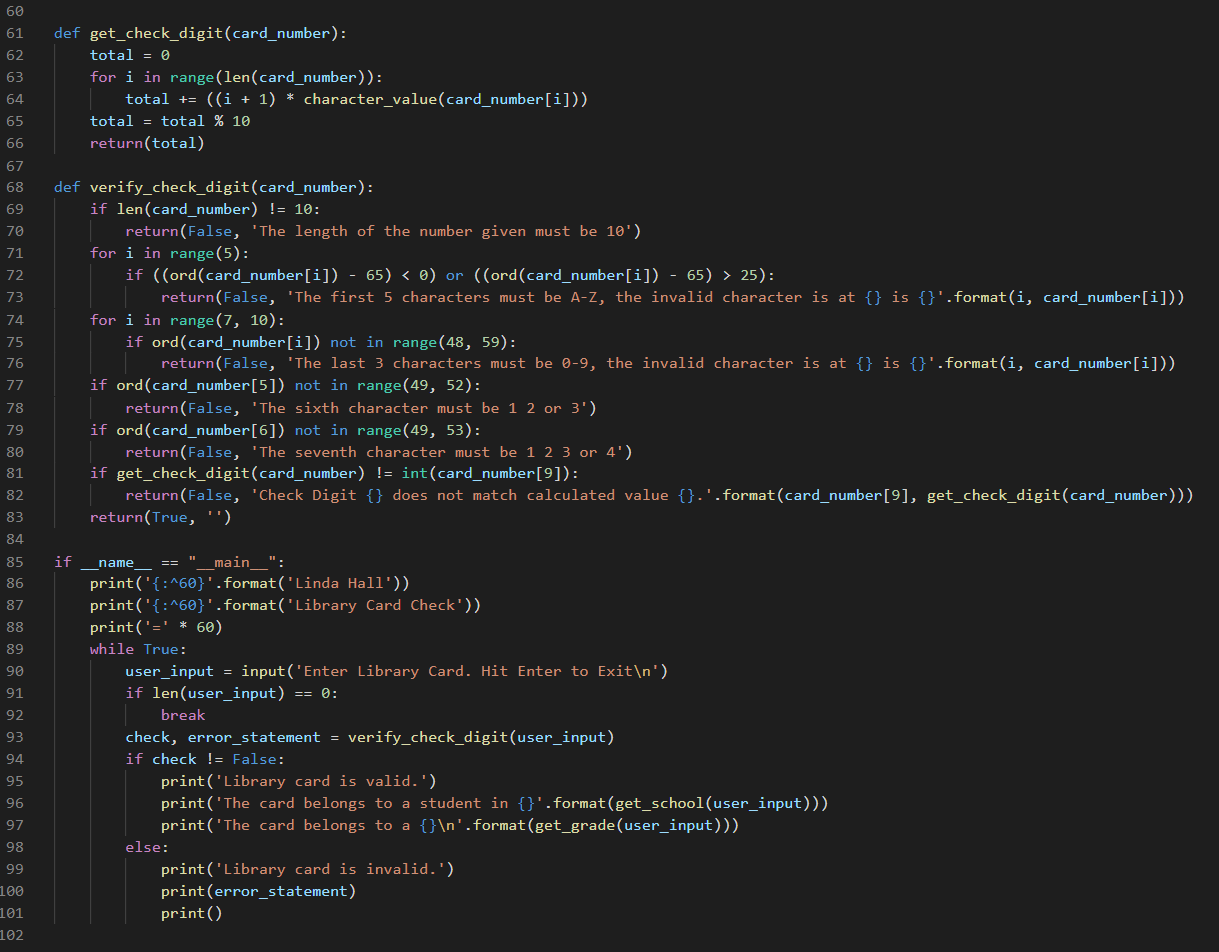 60
61 def get_check_digit(card_number):
62     total = 0
63     for i in range(len(card_number)):
64         total += ((i + 1) * character_value(card_number[i]))
65     total = total % 10
66     return(total)
67
68 def verify_check_digit(card_number):
69     if len(card_number) != 10:
70         return(False, 'The length of the number given must be 10')
71     for i in range(5):
72         if ((ord(card_number[i]) - 65) < 0) or ((ord(card_number[i]) - 65) > 25):
73             return(False, 'The first 5 characters must be A-Z, the invalid character is at {} is {}'.format(i, card_number[i]))
74     for i in range(7, 10):
75         if ord(card_number[i]) not in range(48, 59):
76             return(False, 'The last 3 characters must be 0-9, the invalid character is at {} is {}'.format(i, card_number[i]))
77     if ord(card_number[5]) not in range(49, 52):
78         return(False, 'The sixth character must be 1 2 or 3')
79     if ord(card_number[6]) not in range(49, 53):
80         return(False, 'The seventh character must be 1 2 3 or 4')
81     if get_check_digit(card_number) != int(card_number[9]):
82         return(False, 'Check Digit {} does not match calculated value {}.'.format(card_number[9], get_check_digit(card_number)))
83     return(True, '')
84
85 if __name__ == "__main__":
86     print('{:^60}'.format('Linda Hall'))
87     print('{:^60}'.format('Library Card Check'))
88     print('=' * 60)
89     while True:
90         user_input = input('Enter Library Card. Hit Enter to Exit\n')
91         if len(user_input) == 0:
92             break
93         check, error_statement = verify_check_digit(user_input)
94         if check != False:
95             print('Library card is valid.')
96             print('The card belongs to a student in {}'.format(get_school(user_input)))
97             print('The card belongs to a {}\n'.format(get_grade(user_input)))
98         else:
99             print('Library card is invalid.')
100             print(error_statement)
101             print()
102